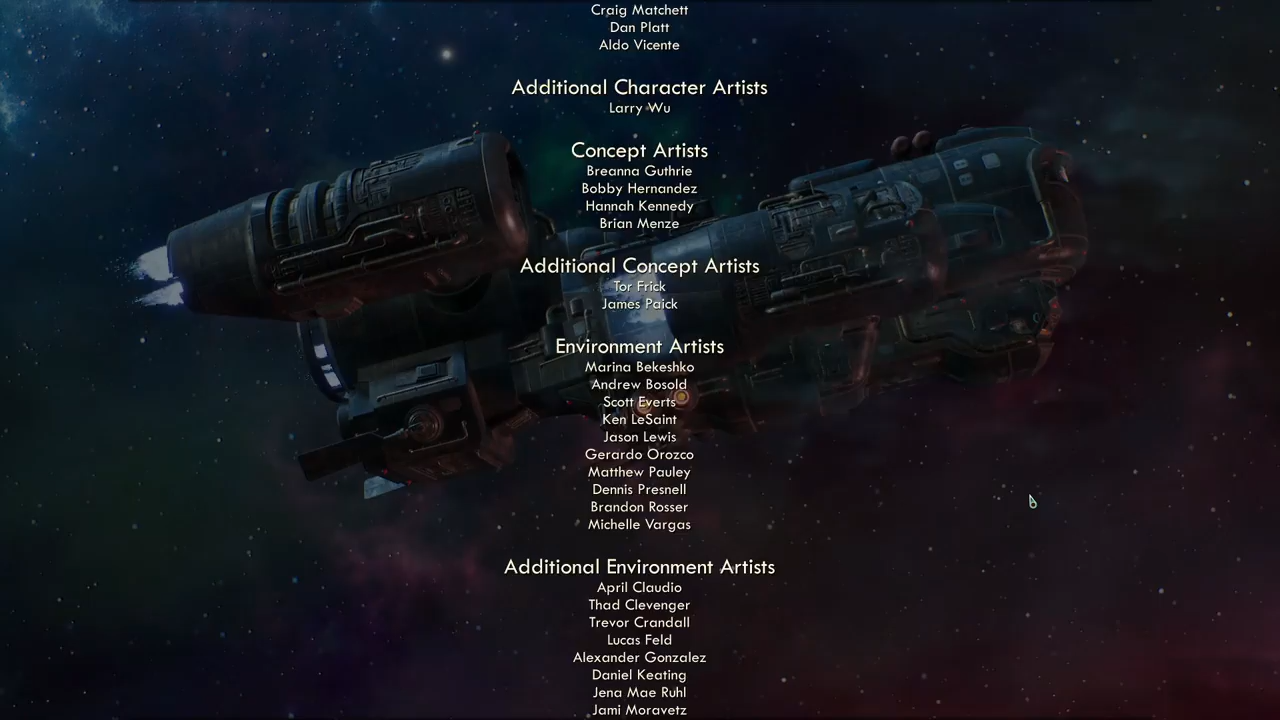 Craig Matchett
Dan Platt
Aldo Vicente
Additional Character Artists
Larry Wu
Concept Artists
Breanna Guthrie
Bobby Hernandez
Hannah Kennedy
Brian Menze
Additional Concept Artists
Tor Frick
James Paick
Environment Artists
Marina Bekeshko
Andrew Bosold
Scott Everts
Ken LeSaint
Jason Lewis
Gerardo Orozco
Matthew Pauley
Dennis Presnell
Brandon Rosser
Michelle Vargas
Additional Environment Artists
April Claudio
Thad Clevenger
Trevor Crandall
Lucas Feld
Alexander Gonzalez
Daniel Keating
Jena Mae Ruhl
Jami Moravetz